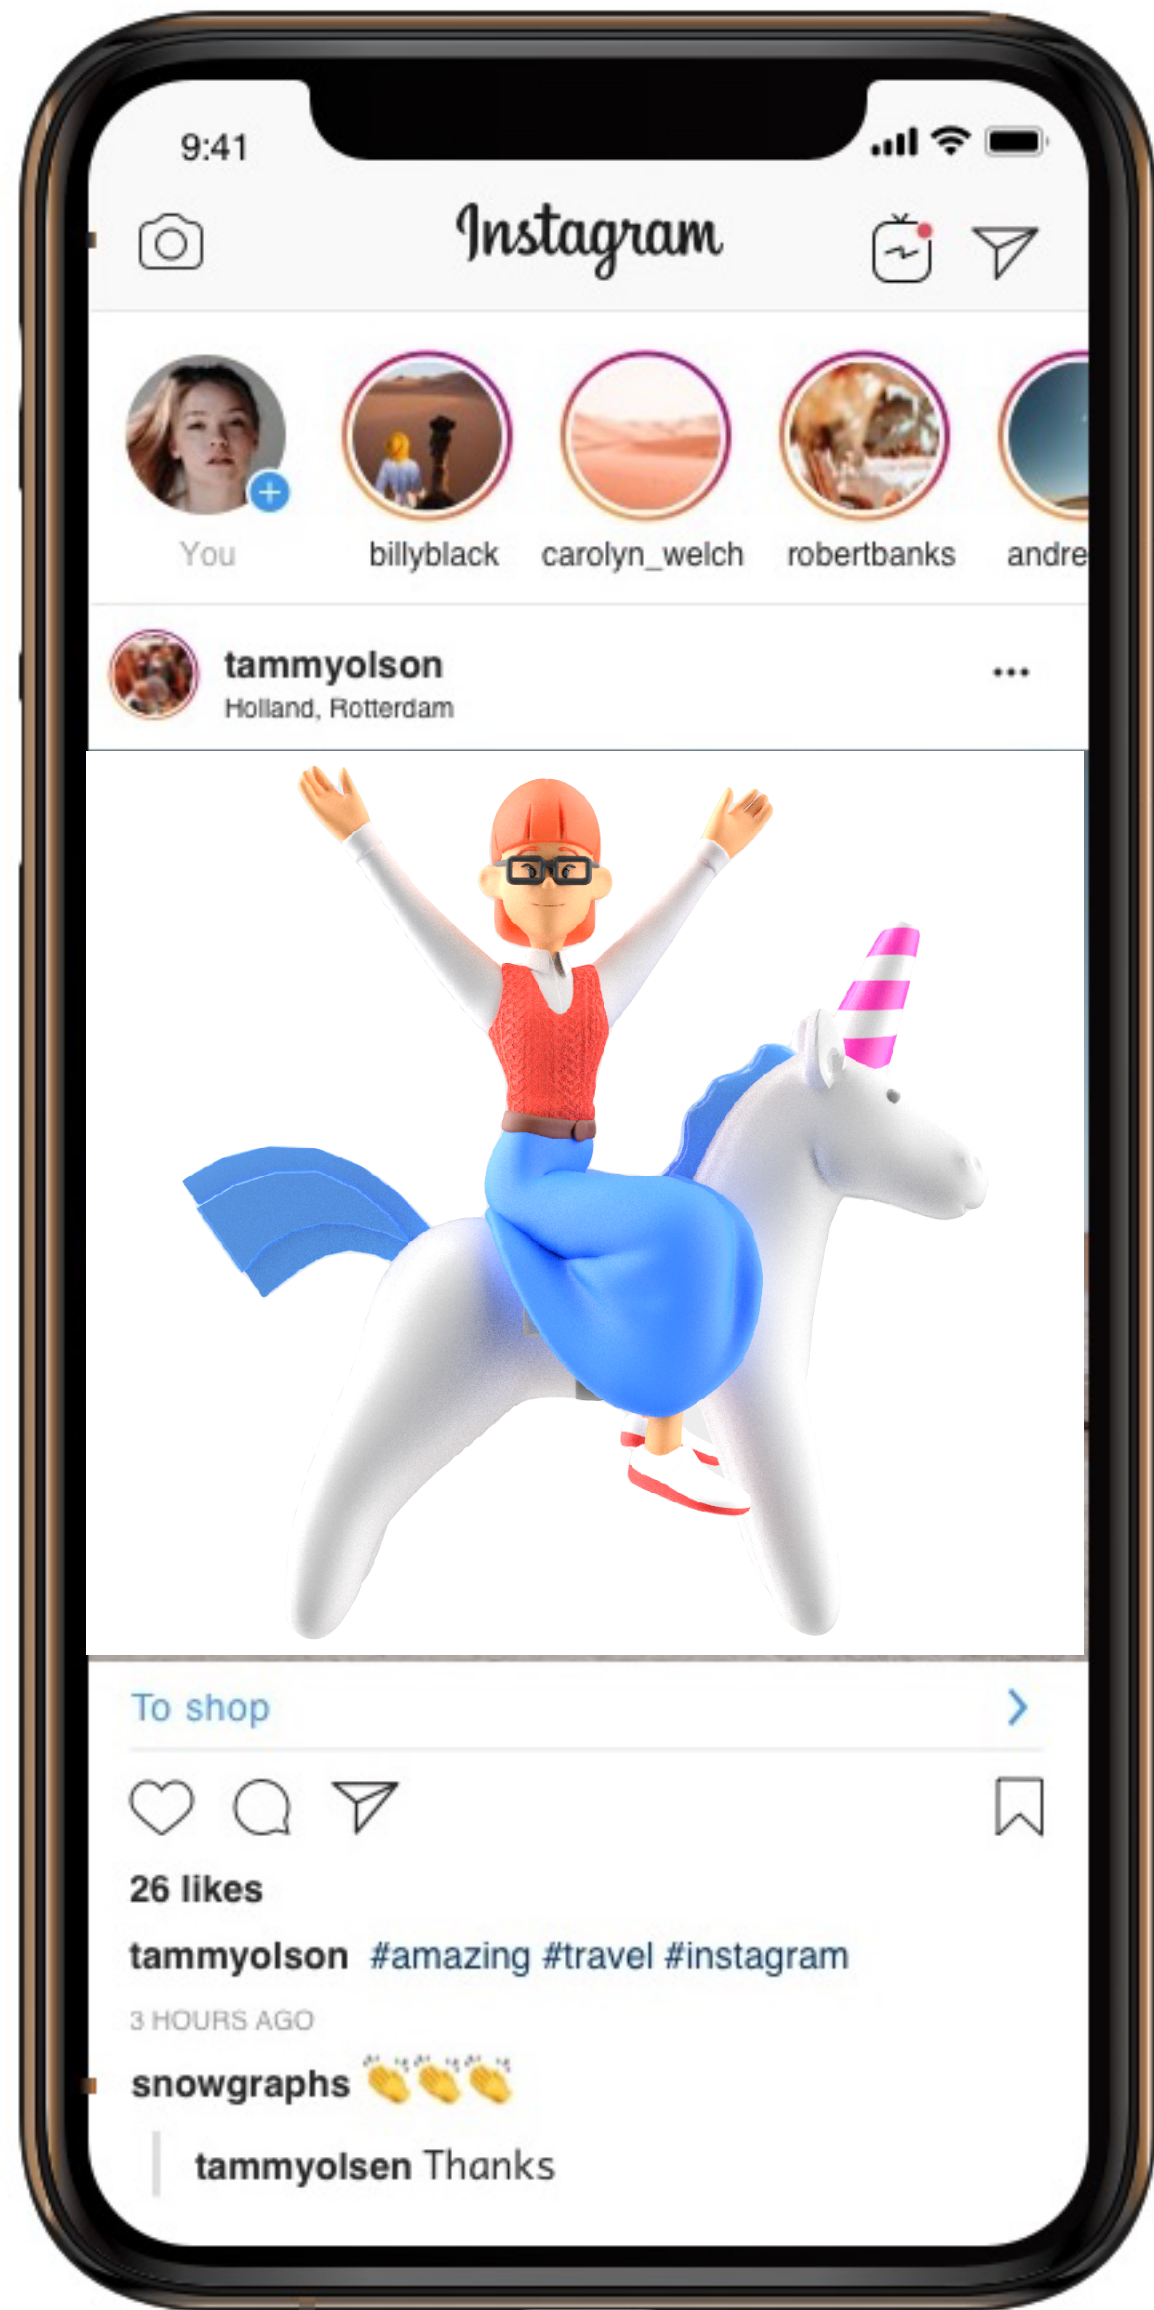 9:41
Instagram
You billyblack carolyn_welch robertbanks andre
tammyolson
Holland, Rotterdam
To shop
26 likes
tammyolson #amazing #travel #instagram
3 HOURS AGO
snowgraphs 👏👏👏
tammyolsen Thanks